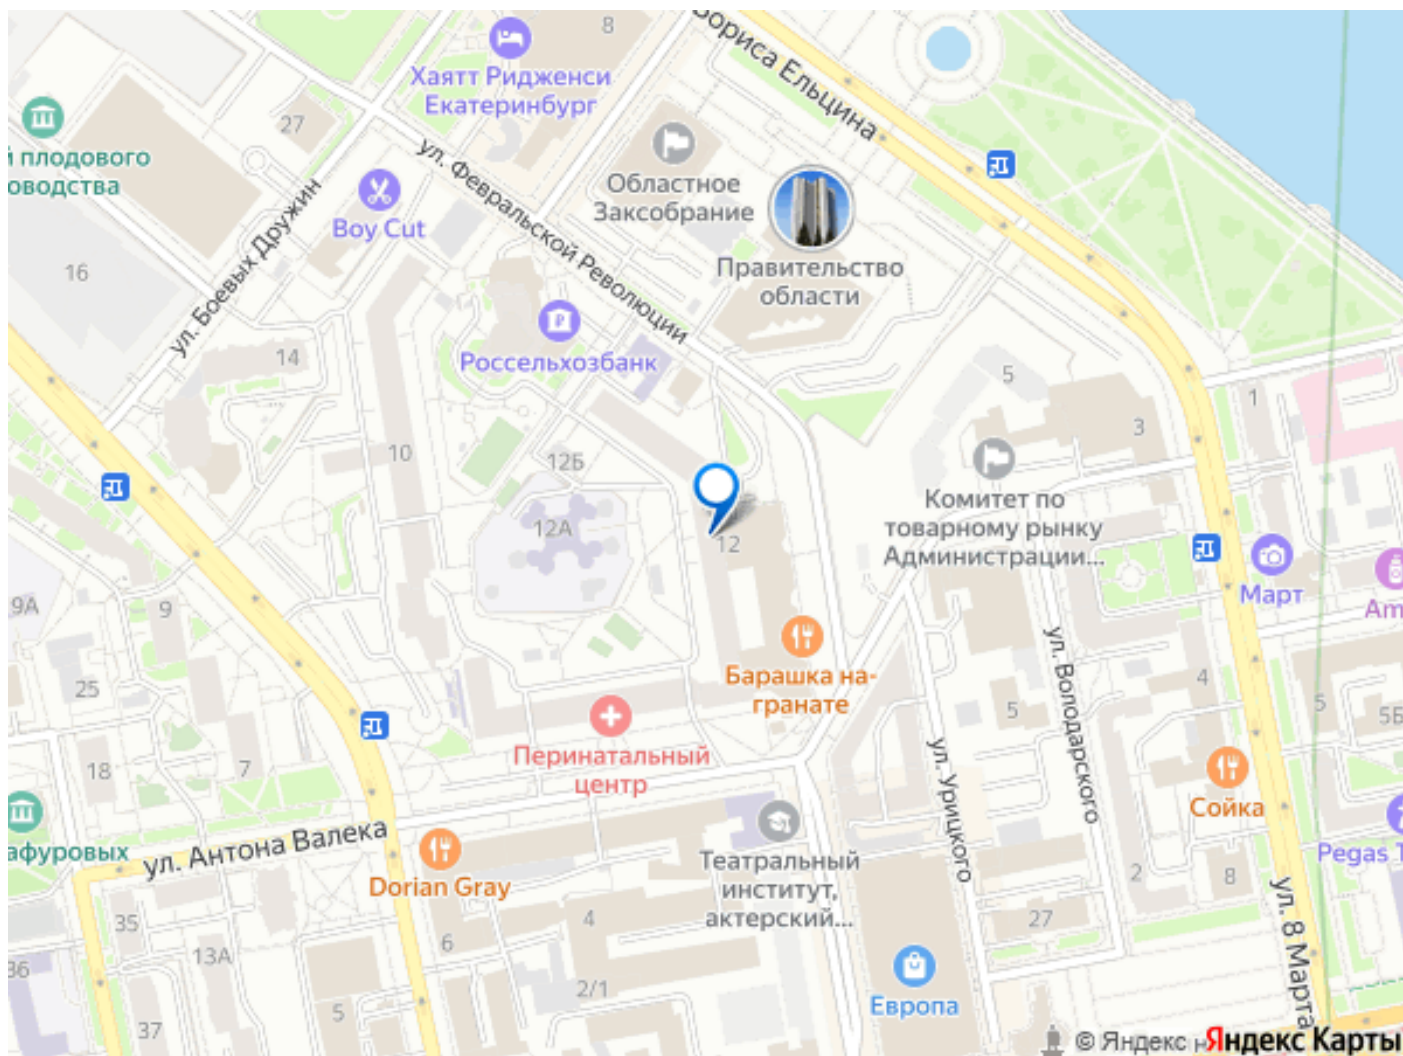 8
Бориса Ельцина
Хаятт Ридженси
Екатеринбург
27
й плодового
оводства
ул. Февральской Революции
Областное
Заксобрание
Boy Cut
ул. Боевых Дружин
16
Правительство
области
Россельхозбанк
14
5
1
3
10
12Б
12А
12
Комитет по
товарному рынку
Администрации...
Март
Am
9А
9
Барашка на-
гранате
ул. Володарского
4
25
5
5
5Б
Перинатальный
центр
18
7
ул. Урицкого
Сойка
афуровых
ул. Антона Валека
Dorian Gray
Театральный
институт,
актерский...
Pegas T
2
8
35
4
27
6
13А
ул. 8 Марта
36
2/1
Европа
5
37
© Яндекс н
Яндекс Карты